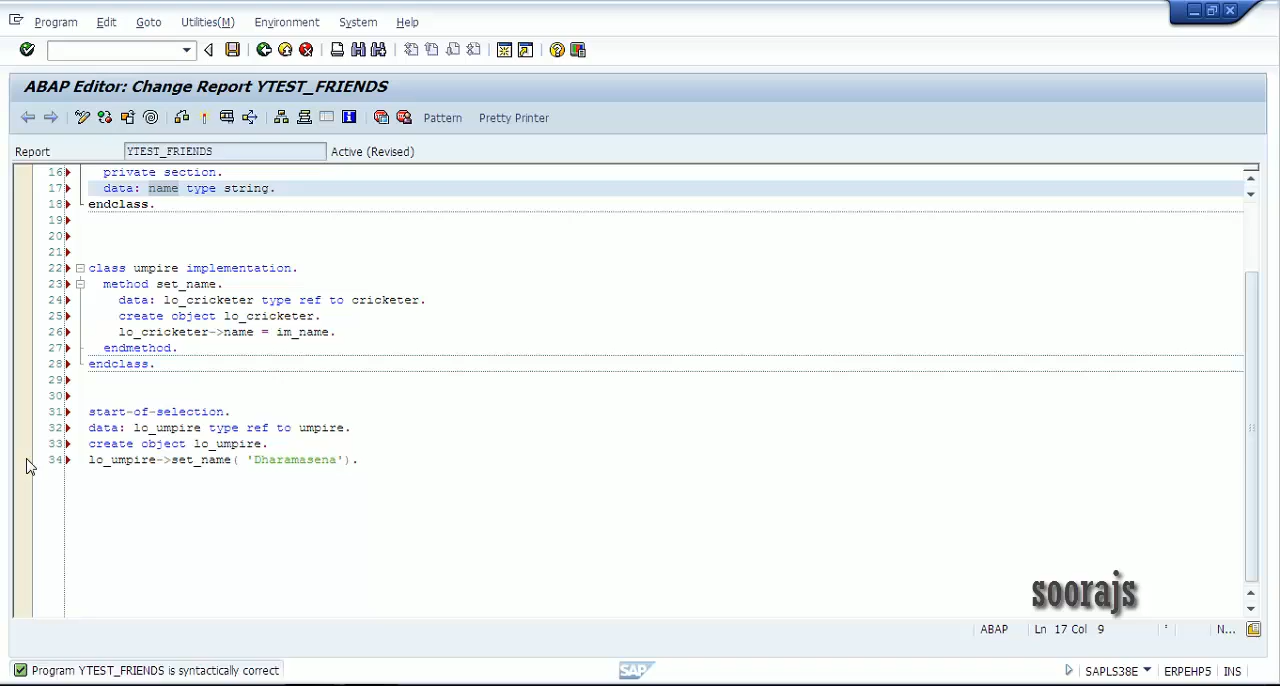 Program Edit Goto Utilities(M) Environment System Help
ABAP Editor: Change Report YTEST_FRIENDS
Pattern Pretty Printer
Report YTEST_FRIENDS Active (Revised)
16 private section.
17 data: name type string.
18 endclass.
19
20
21
22 class umpire implementation.
23 method set_name.
24 data: lo_cricketer type ref to cricketer.
25 create object lo_cricketer.
26 lo_cricketer->name = im_name.
27 endmethod.
28 endclass.
29
30
31 start-of-selection.
32 data: lo_umpire type ref to umpire.
33 create object lo_umpire.
34 lo_umpire->set_name( 'Dharamasena').
soorajs
ABAP Ln 17 Col 9 N...
Program YTEST_FRIENDS is syntactically correct SAP SAPLS38E ERPEHP5 INS